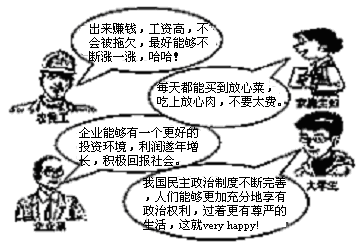 出来赚钱，工资高，不
会被拖欠，最好能够不
断涨一涨，哈哈！
农民工
每天都能买到放心菜，
吃上放心肉，不要太贵。
家庭主妇
企业能够有一个更好的
投资环境，利润逐年增
长，积极回报社会。
企业家
我国民主政治制度不断完善
，人们能够更加充分地享有
政治权利，过着更有尊严的
生活，这就very happy!
大学生